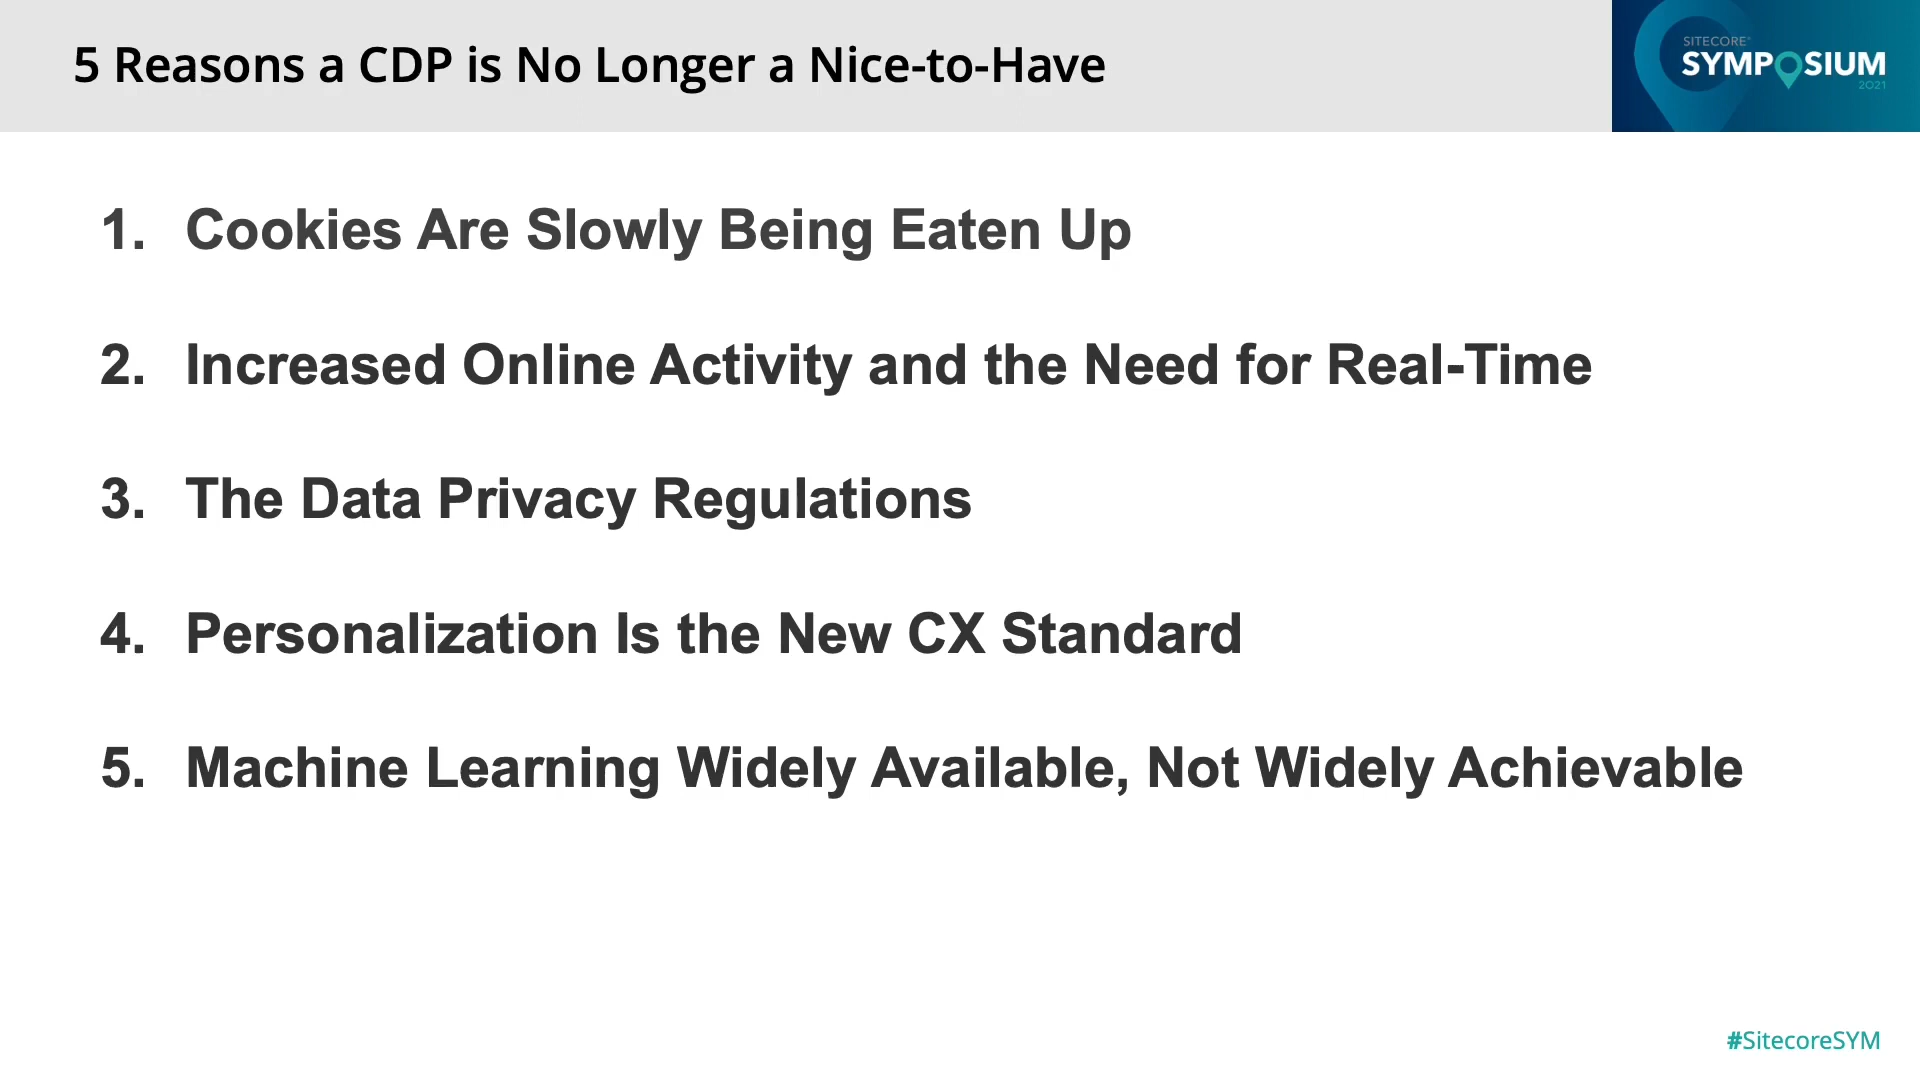 5 Reasons a CDP is No Longer a Nice-to-Have
SITECORE®
SYMPOSIUM
2021
1. Cookies Are Slowly Being Eaten Up
2. Increased Online Activity and the Need for Real-Time
3. The Data Privacy Regulations
4. Personalization Is the New CX Standard
5. Machine Learning Widely Available, Not Widely Achievable
#SitecoreSYM